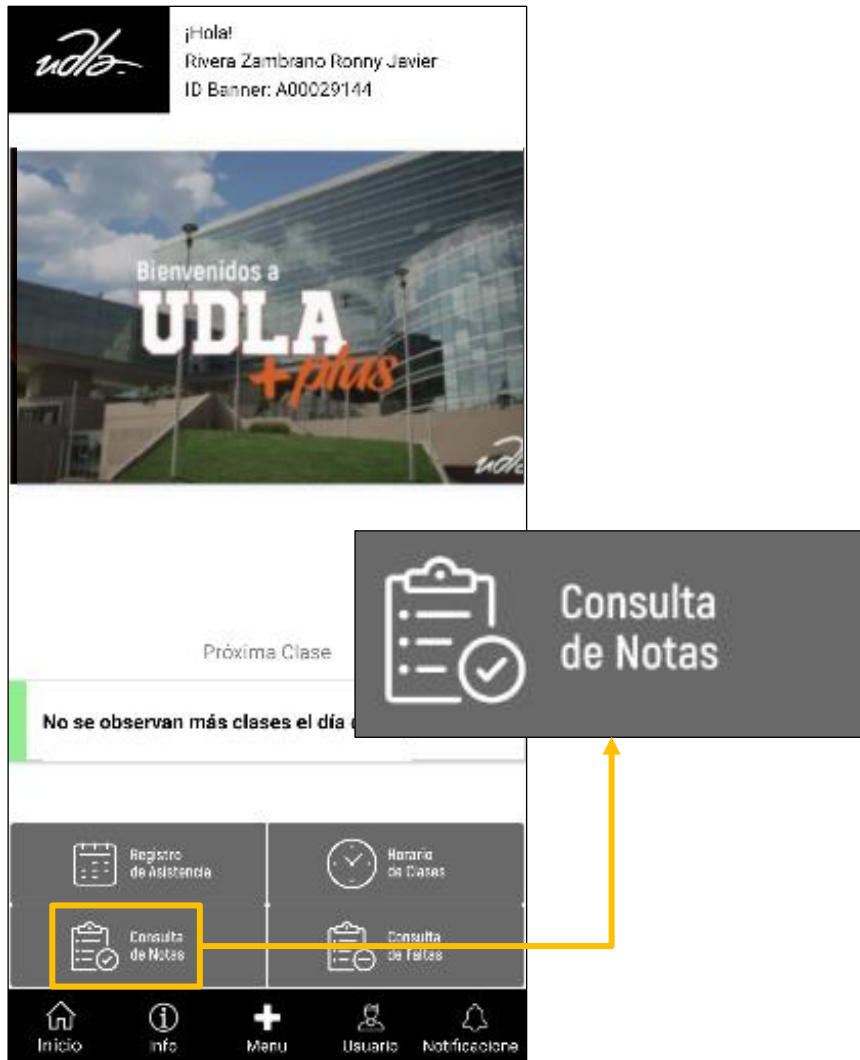 udla-
¡Hola!
Rivera Zambrano Ronny Javier
ID Banner: A00029144
Bienvenidos a
UDLA
+plus
udla
Próxima Clase
No se observan más clases el día
Consulta
de Notas
Registro
de Asistencia
Horario
de Clases
Consulta
de Notas
Consulta
de Faltas
Inicio
Info
Menu
Usuario
Notificacione